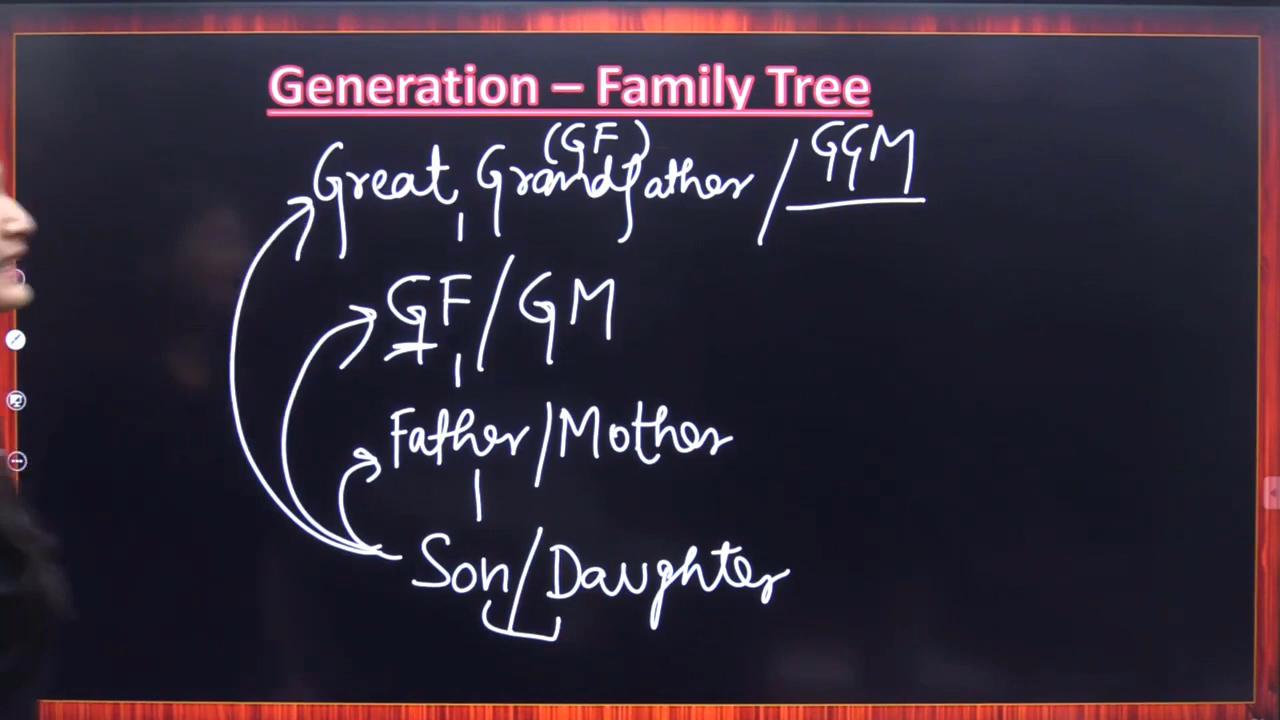 Generation – Family Tree
(GF)
Great Grandfather / GGM
GF / GM
Father / Mother
Son / Daughter